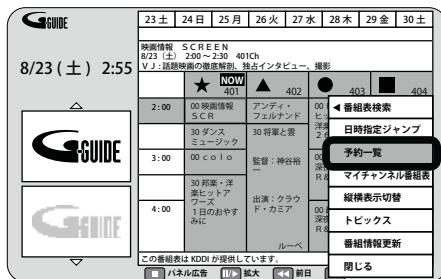 G-GUIDE
23 土 24 日 25 月 26 火 27 水 28 木 29 金 30 土
8/23 ( 土 ) 2:55
映画情報 SCREEN
8/23 (土) 2:00〜2:30 401Ch
VJ:話題映画の徹底解剖、独占インタビュー、撮影
★ NOW 401 ▲ 402 ● 403 ■ 404
2:00
00 映画情報
SCR
30 ダンス
ミュージック
3:00
00 colo
30 邦楽・洋
楽ヒットア
ワーズ
4:00
1日のおやす
みに
アンディ・
フェルナンド
30 将軍と雲
監督:神谷裕
一
出演:クラウ
ド・カミア
ルーベ
◀ 番組表検索
日時指定ジャンプ
予約一覧
マイチャンネル番組表
縦横表示切替
トピックス
番組情報更新
閉じる
G-GUIDE
G-GUIDE
この番組表は KDDI が提供しています。
パネル広告 拡大 前日